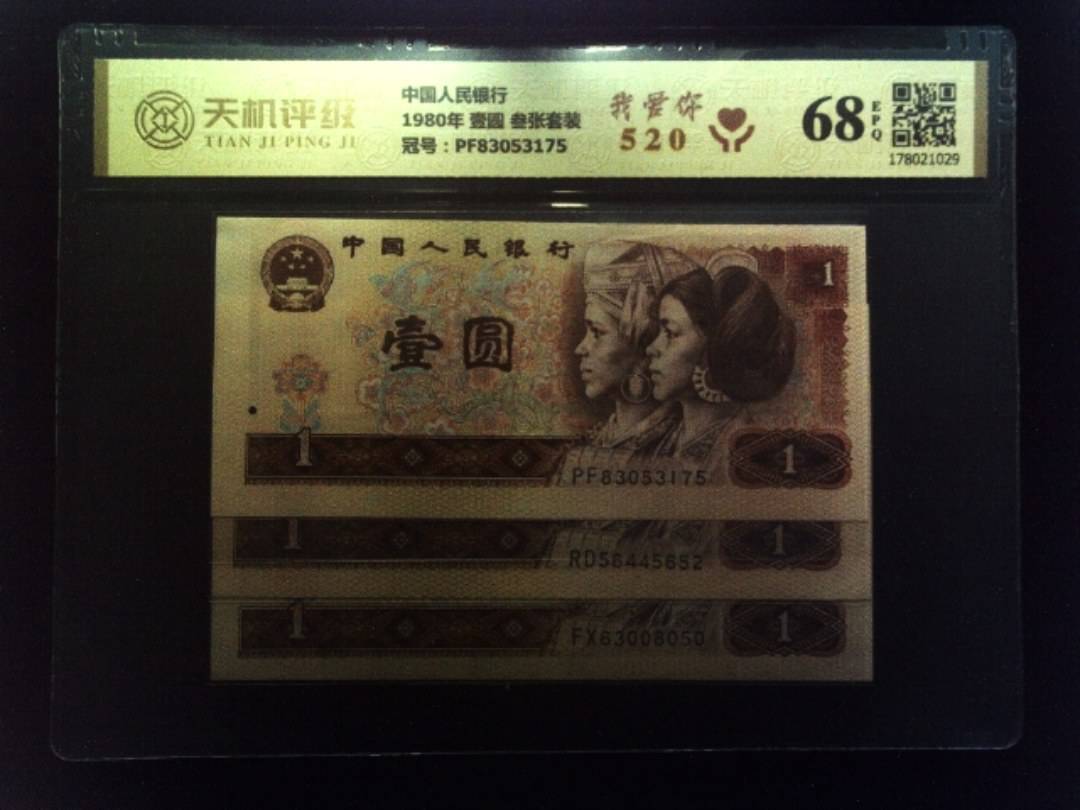 天机评级
TIAN JI PING JI
中国人民银行
1980年 壹圆 叁张套装
冠号：PF83053175
我爱你
520
68
EPQ
178021029
中国人民银行
1
壹圆
1
1
PF83053175
1
1
RD56445652
1
1
FX63008050